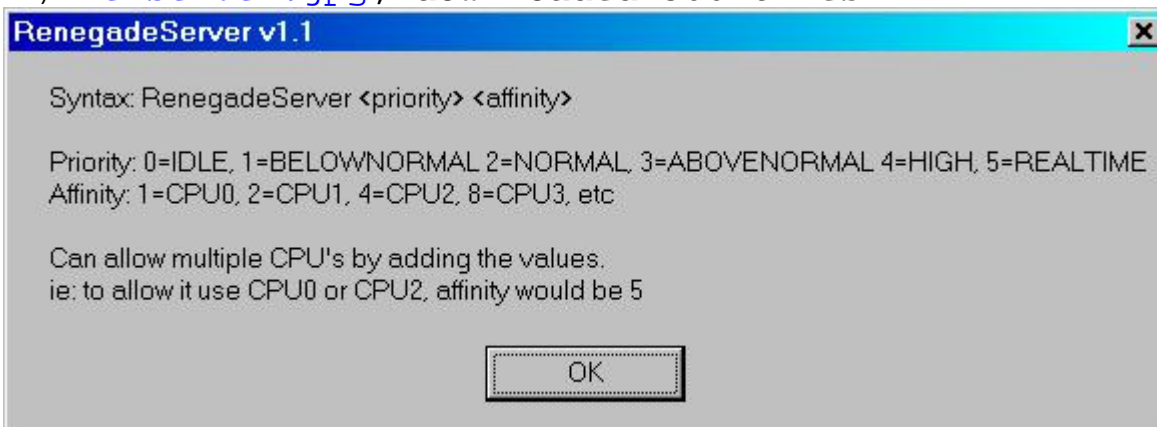 RenegadeServer v1.1
Syntax: RenegadeServer <priority> <affinity>
Priority: 0=IDLE, 1=BELOWNORMAL 2=NORMAL, 3=ABOVENORMAL 4=HIGH, 5=REALTIME
Affinity: 1=CPU0, 2=CPU1, 4=CPU2, 8=CPU3, etc
Can allow multiple CPU's by adding the values.
ie: to allow it use CPU0 or CPU2, affinity would be 5
OK